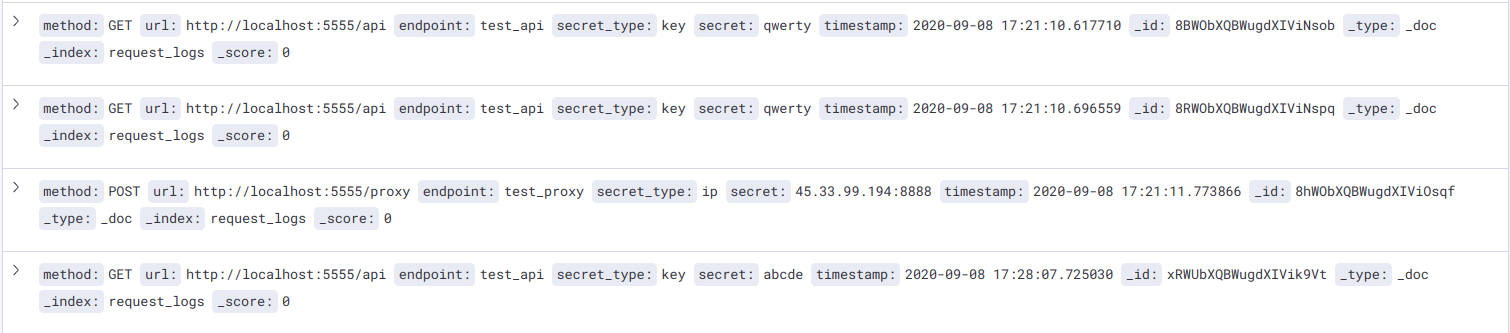 method: GET url: http://localhost:5555/api endpoint: test_api secret_type: key secret: qwerty timestamp: 2020-09-08 17:21:10.617710 _id: 8BWObXQBWugdXIViNsob _type: _doc
_index: request_logs _score: 0
method: GET url: http://localhost:5555/api endpoint: test_api secret_type: key secret: qwerty timestamp: 2020-09-08 17:21:10.696559 _id: 8RWObXQBWugdXIViNspq _type: _doc
_index: request_logs _score: 0
method: POST url: http://localhost:5555/proxy endpoint: test_proxy secret_type: ip secret: 45.33.99.194:8888 timestamp: 2020-09-08 17:21:11.773866 _id: 8hWObXQBWugdXIViOsqf
_type: _doc _index: request_logs _score: 0
method: GET url: http://localhost:5555/api endpoint: test_api secret_type: key secret: abcde timestamp: 2020-09-08 17:28:07.725030 _id: xRWUbXQBWugdXIVik9Vt _type: _doc
_index: request_logs _score: 0